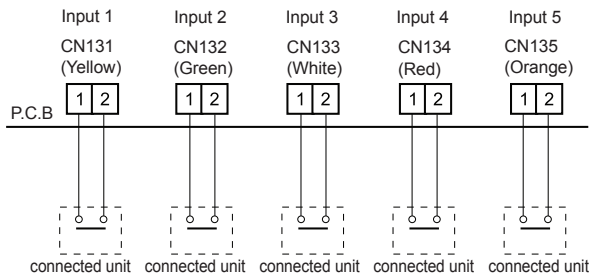 Input 1 Input 2 Input 3 Input 4 Input 5
CN131 CN132 CN133 CN134 CN135
(Yellow) (Green) (White) (Red) (Orange)
1 2 1 2 1 2 1 2 1 2
P.C.B
connected unit connected unit connected unit connected unit connected unit